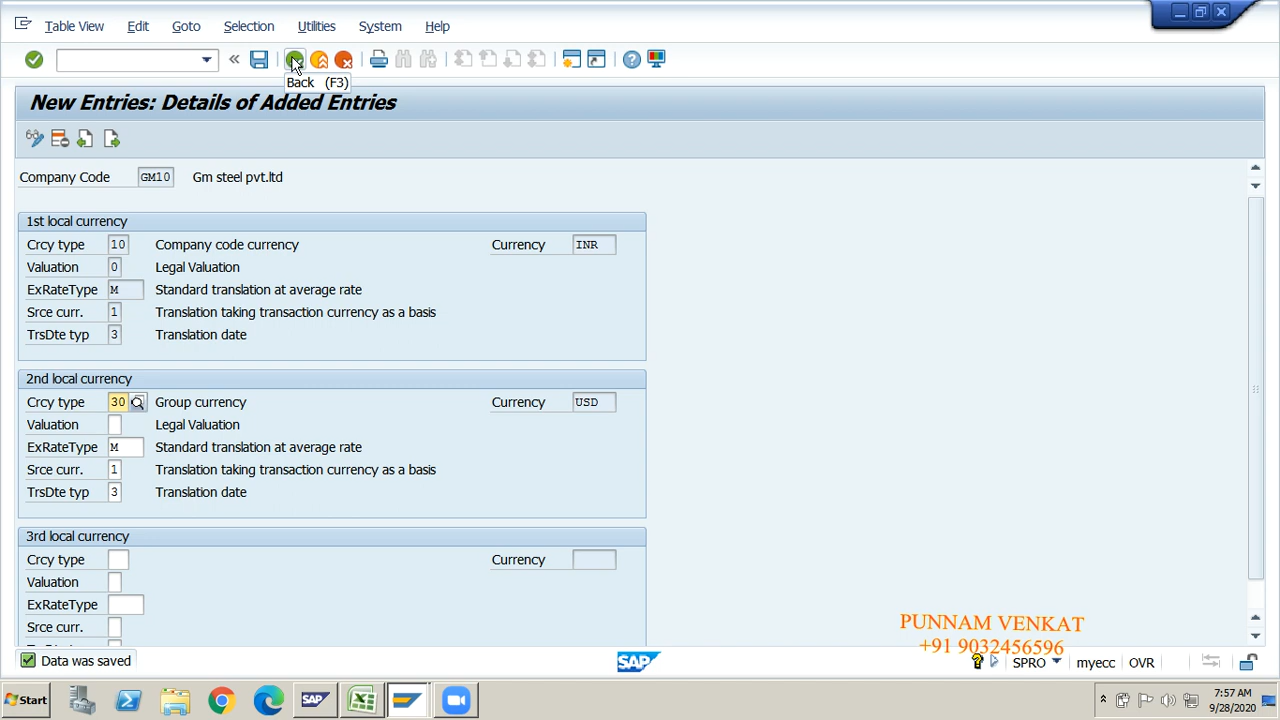 Table View Edit Goto Selection Utilities System Help
Back (F3)
New Entries: Details of Added Entries
Company Code GM10 Gm steel pvt.ltd
1st local currency
Crcy type 10 Company code currency Currency INR
Valuation 0 Legal Valuation
ExRateType M Standard translation at average rate
Srce curr. 1 Translation taking transaction currency as a basis
TrsDte typ 3 Translation date
2nd local currency
Crcy type 30 Group currency Currency USD
Valuation Legal Valuation
ExRateType M Standard translation at average rate
Srce curr. 1 Translation taking transaction currency as a basis
TrsDte typ 3 Translation date
3rd local currency
Crcy type Currency
Valuation
ExRateType
Srce curr.
PUNNAM VENKAT
+91 9032456596
Data was saved SAP SPRO myecc OVR
Start SAP 7:57 AM
9/28/2020